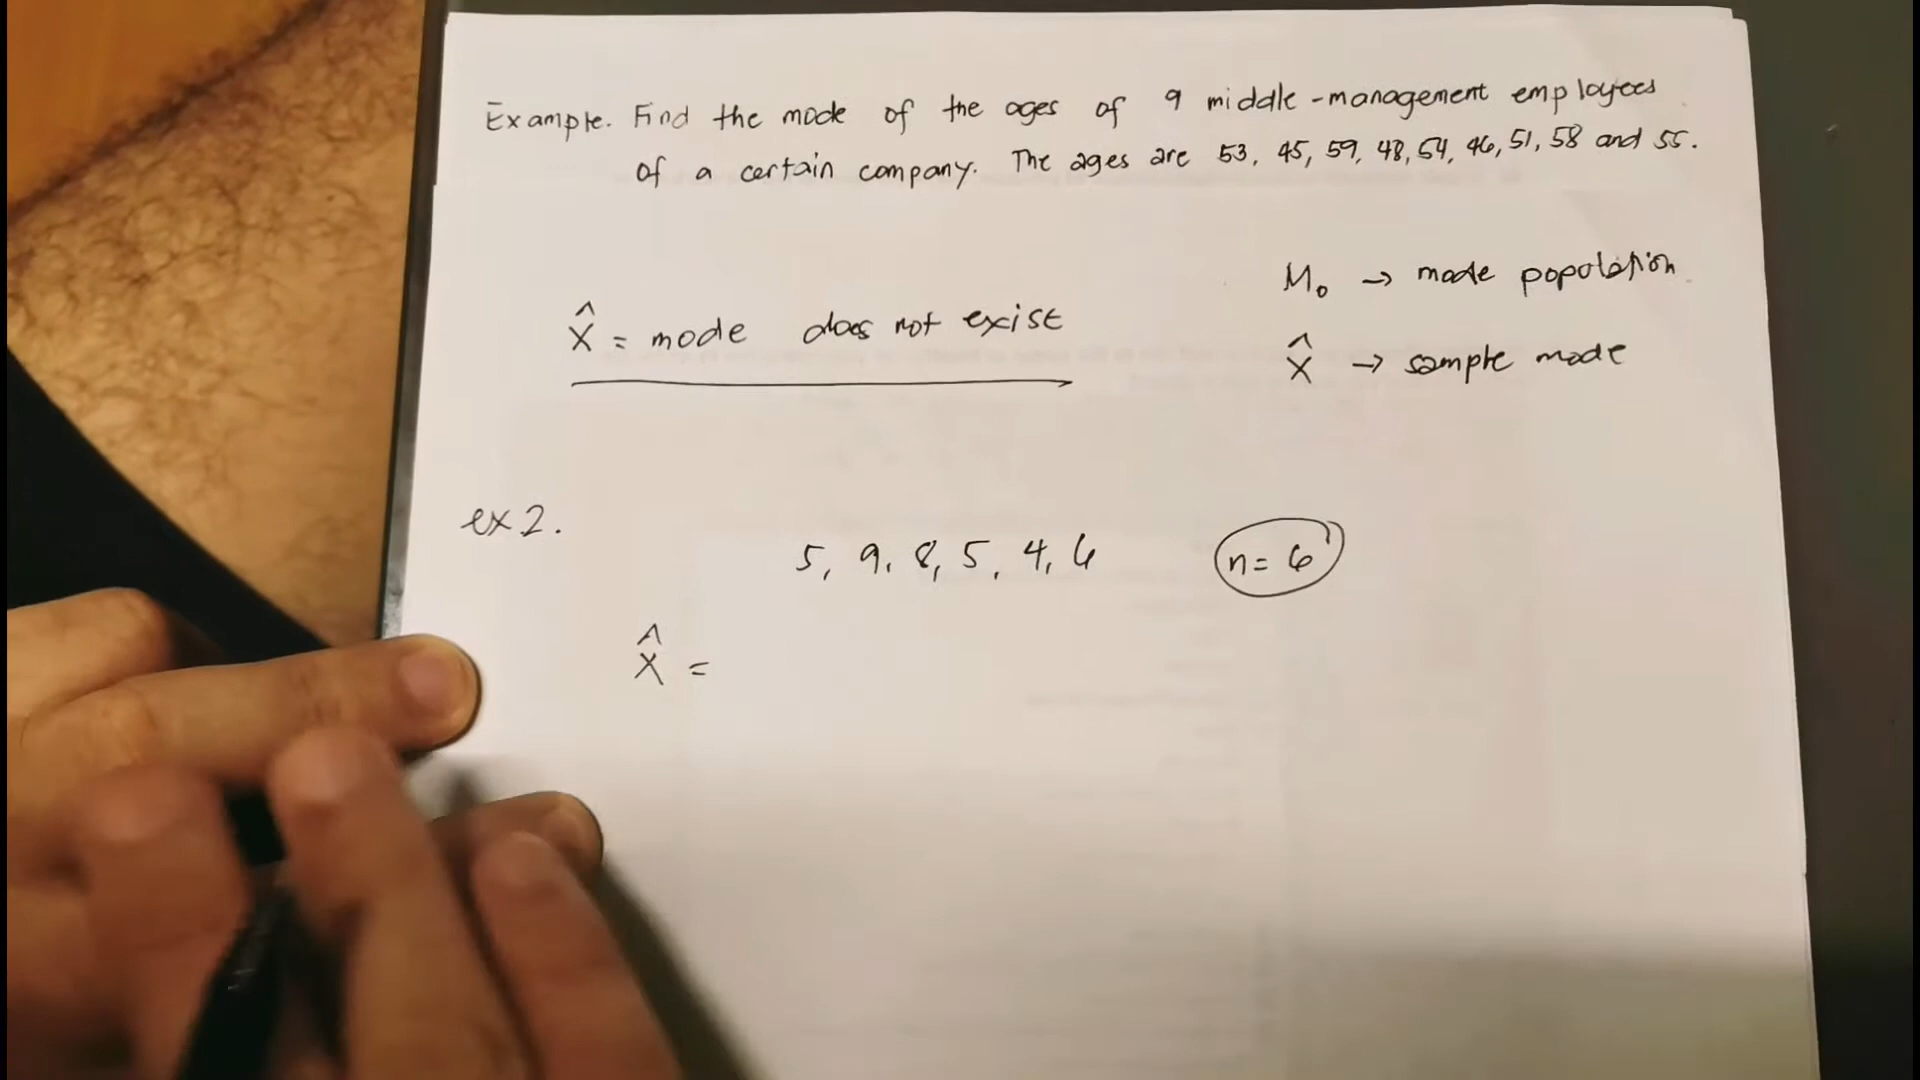 Example. Find the mode of the ages of 9 middle-management employees
of a certain company. The ages are 53, 45, 59, 48, 54, 46, 51, 58 and 55.
M₀ → mode population
X̂ = mode does not exist
X̂ → sample mode
ex 2.
5, 9, 8, 5, 4, 6 n = 6
X̂ =